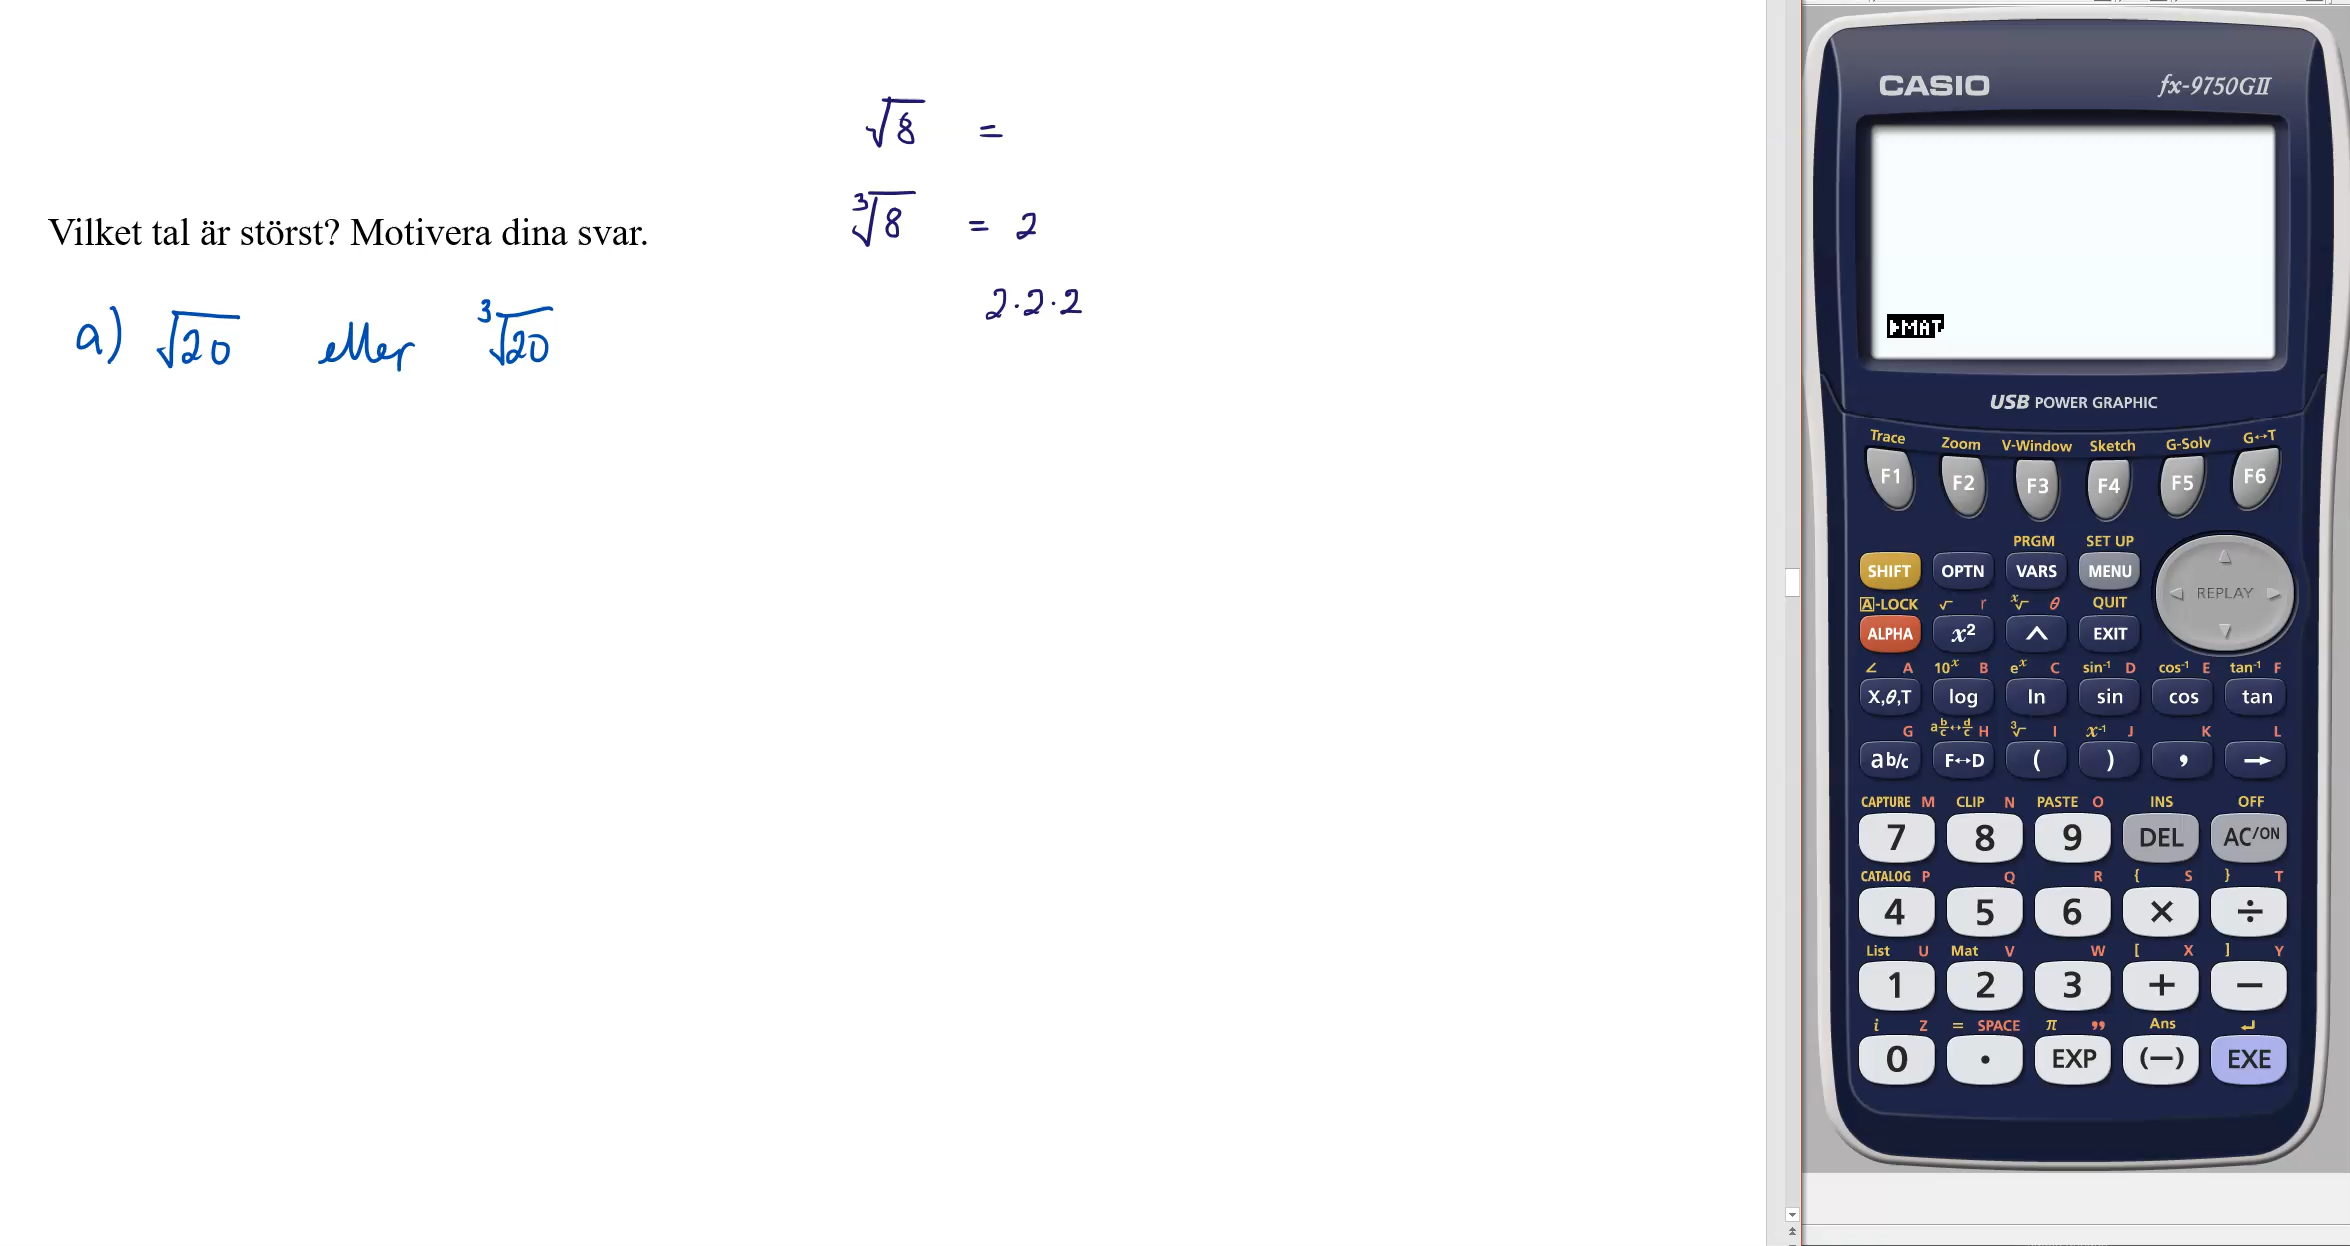 √8 =
³√8 = 2
2·2·2
Vilket tal är störst? Motivera dina svar.
a) √20 eller ³√20
CASIO fx-9750GII
▶MAT
USB POWER GRAPHIC
Trace Zoom V-Window Sketch G-Solv G↔T
F1 F2 F3 F4 F5 F6
PRGM SET UP
SHIFT OPTN VARS MENU
REPLAY
A-LOCK √ r ˣ√ θ QUIT
ALPHA x² ^ EXIT
∠ A 10ˣ B eˣ C sin⁻¹ D cos⁻¹ E tan⁻¹ F
X,θ,T log ln sin cos tan
G a b/c↔d/c H ³√ I x⁻¹ J K L
a b/c F↔D ( ) , →
CAPTURE M CLIP N PASTE O INS OFF
7 8 9 DEL AC/ON
CATALOG P Q R { S } T
4 5 6 × ÷
List U Mat V W [ X ] Y
1 2 3 + −
i Z = SPACE π ” Ans ↵
0 • EXP (−) EXE